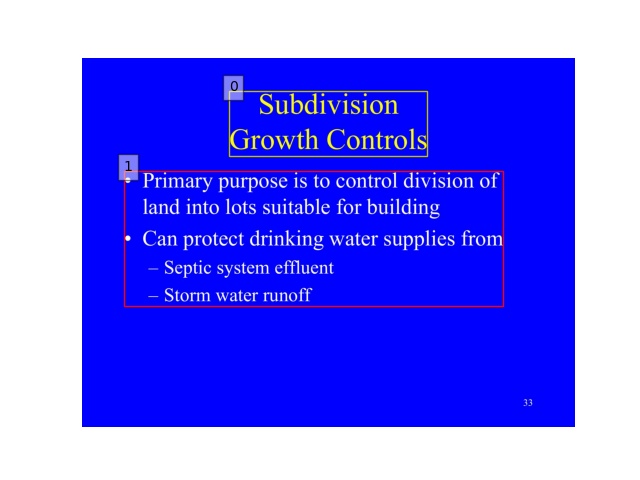 0
Subdivision
Growth Controls
1
• Primary purpose is to control division of
land into lots suitable for building
• Can protect drinking water supplies from
– Septic system effluent
– Storm water runoff
33